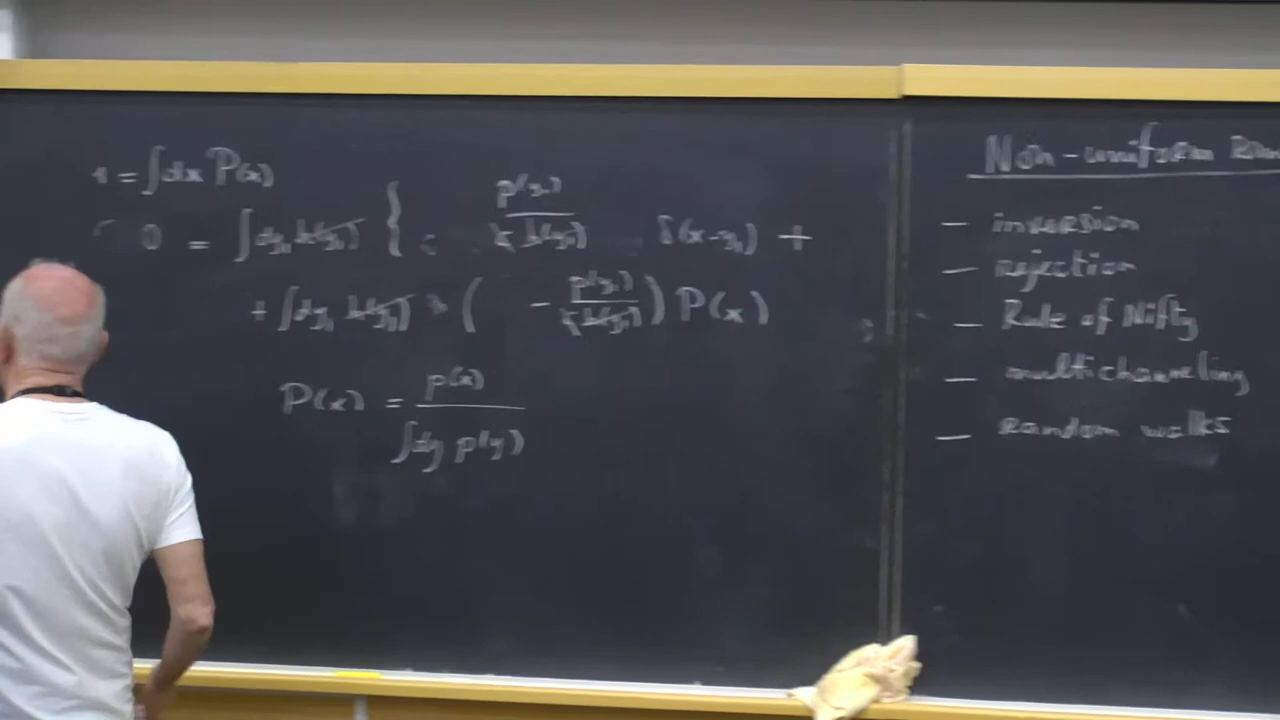 1 = ∫dx P(x)
0 = ∫dy₁ h(y₁) { p(y₁) / (c h(y₁)) δ(x-y₁) +
+ ∫dy₁ h(y₁) ( - p(y₁) / (c h(y₁)) ) P(x)
P(x) = p(x) / ∫dy p(y)
Non-uniform
— inversion
— rejection
— Rule of Nifty
— multichanneling
— Random walks